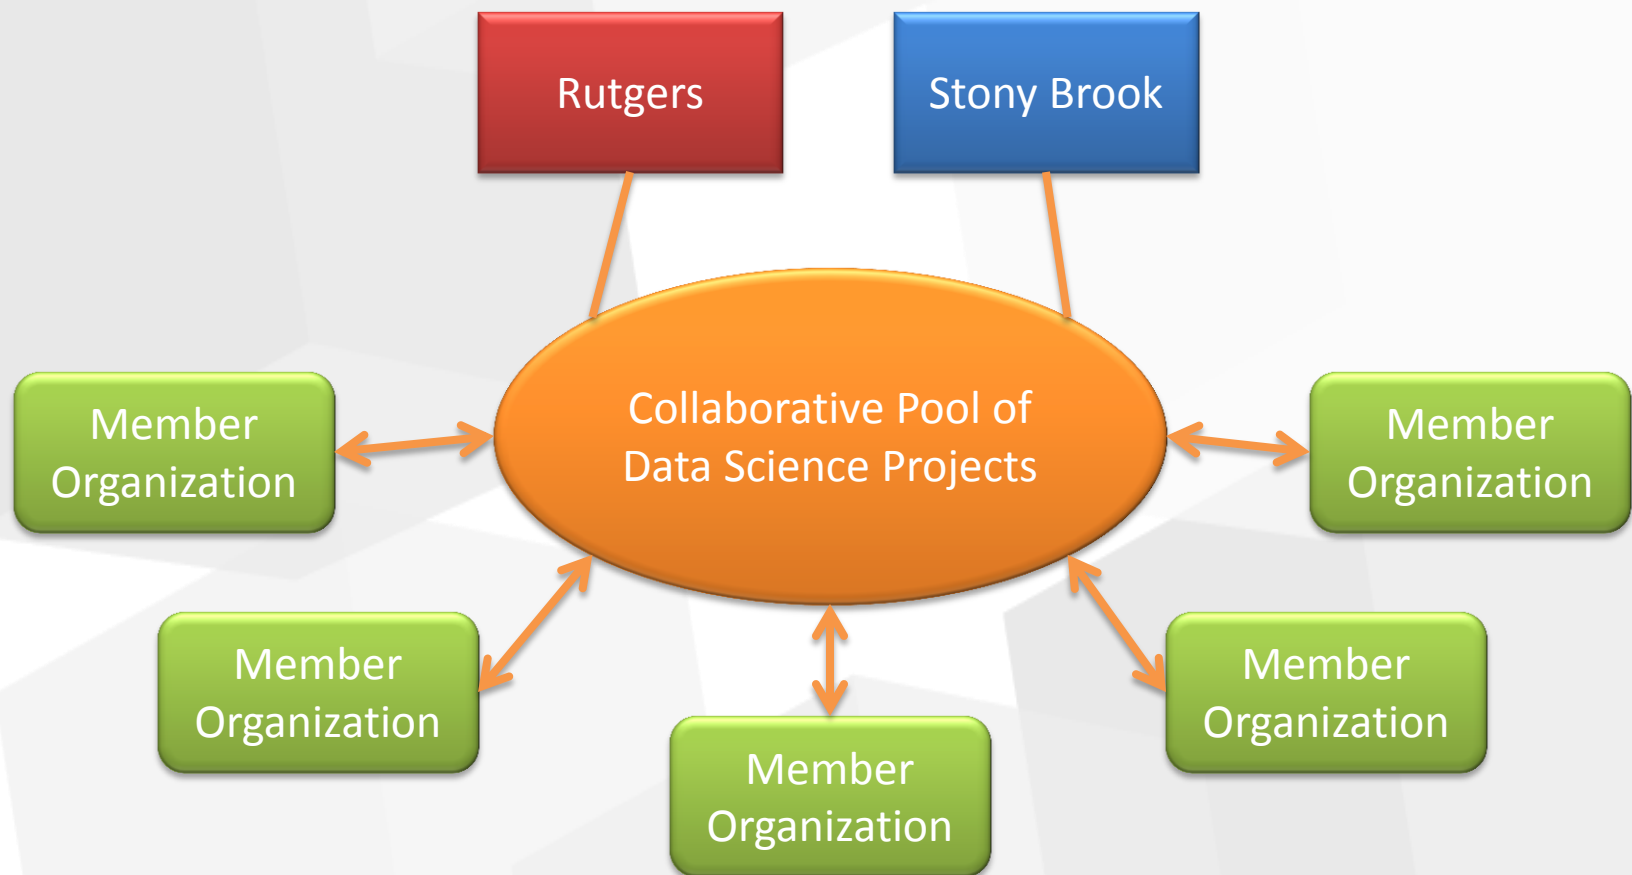 Rutgers
Stony Brook
Collaborative Pool of
Data Science Projects
Member
Organization
Member
Organization
Member
Organization
Member
Organization
Member
Organization